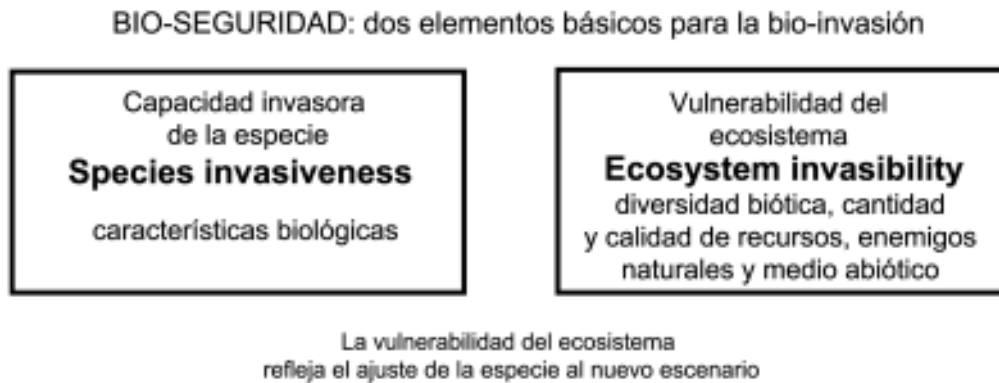 BIO-SEGURIDAD: dos elementos básicos para la bio-invasión
Capacidad invasora
de la especie
Species invasiveness
características biológicas
Vulnerabilidad del
ecosistema
Ecosystem invasibility
diversidad biótica, cantidad
y calidad de recursos, enemigos
naturales y medio abiótico
La vulnerabilidad del ecosistema
refleja el ajuste de la especie al nuevo escenario